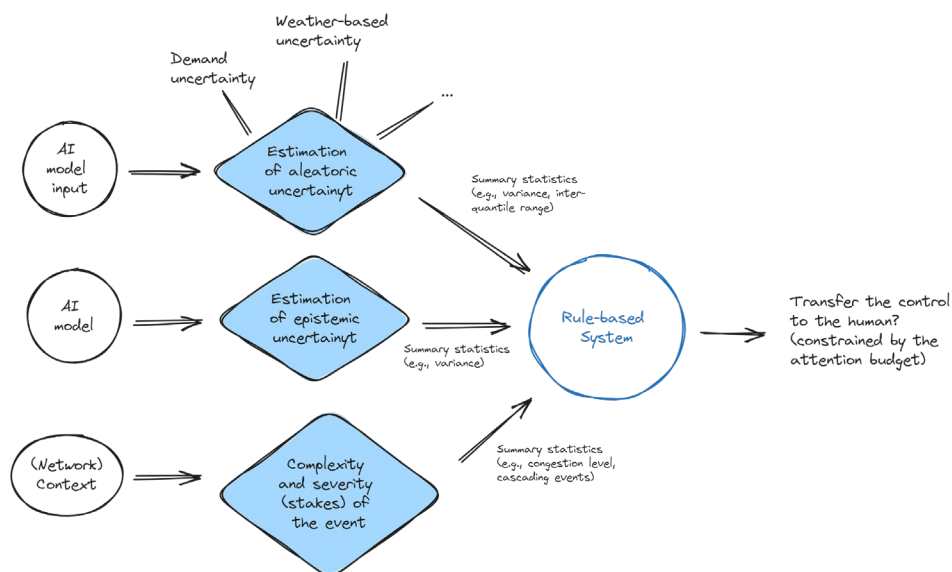 Weather-based
uncertainty
Demand
uncertainty
...
AI
model
input
Estimation
of aleatoric
uncertainyt
Summary statistics
(e.g., variance, inter-
quantile range)
AI
model
Estimation
of epistemic
uncertainyt
Summary statistics
(e.g., variance)
Rule-based
System
Transfer the control
to the human?
(constrained by the
attention budget)
(Network)
Context
Complexity
and severity
(stakes) of
the event
Summary statistics
(e.g., congestion level,
cascading events)